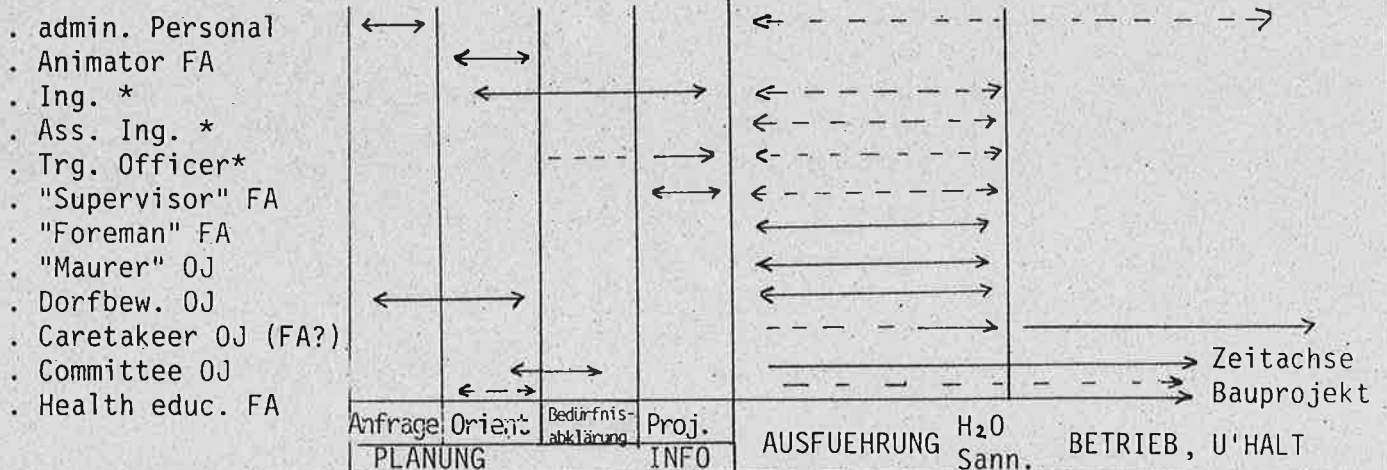 . admin. Personal
. Animator FA
. Ing. *
. Ass. Ing. *
. Trg. Officer*
. "Supervisor" FA
. "Foreman" FA
. "Maurer" OJ
. Dorfbew. OJ
. Caretakeer OJ (FA?)
. Committee OJ
. Health educ. FA
Zeitachse
Bauprojekt
Anfrage Orient Bedürfnis-abklärung Proj.
PLANUNG INFO
AUSFUEHRUNG H₂O Sann. BETRIEB, U'HALT